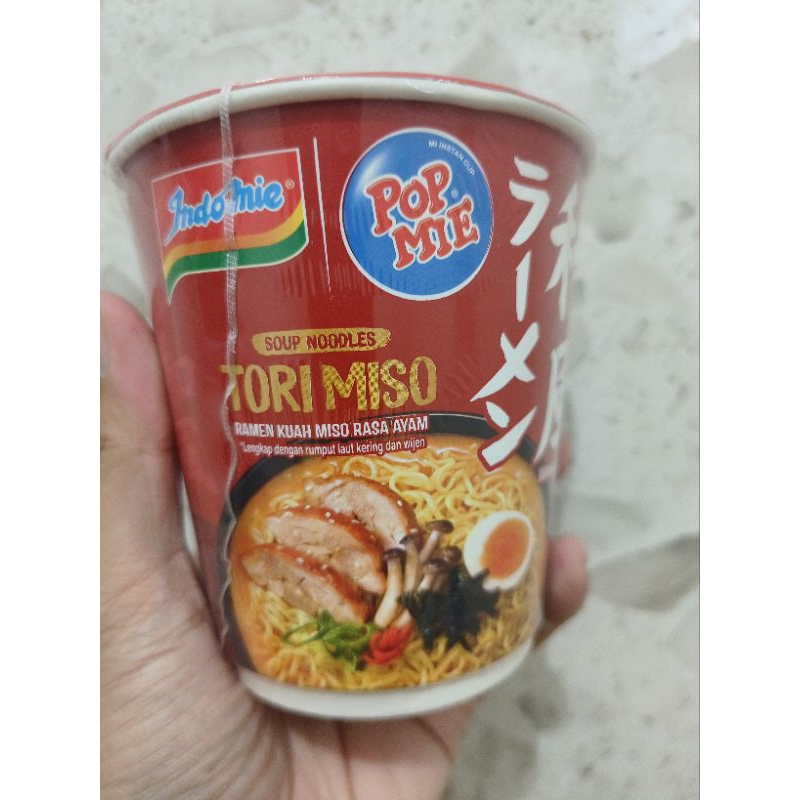 Indomie
MI INSTAN CUP
POP
MIE
ラーメン
SOUP NOODLES
TORI MISO
RAMEN KUAH MISO RASA AYAM
*Lengkap dengan rumput laut kering dan wijen